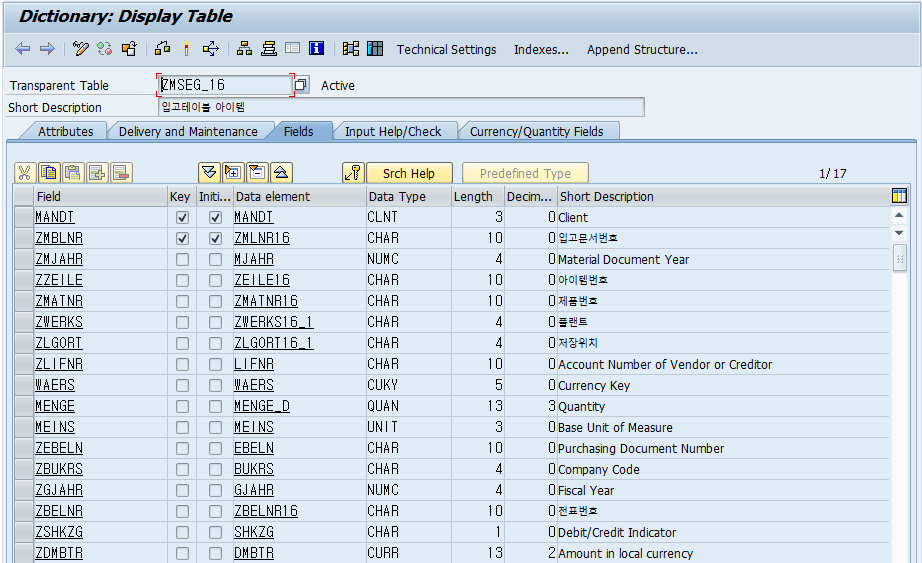 Dictionary: Display Table
Technical Settings Indexes... Append Structure...
Transparent Table ZMSEG_16 Active
Short Description 입고테이블 아이템
Attributes Delivery and Maintenance Fields Input Help/Check Currency/Quantity Fields
Srch Help Predefined Type 1/17
Field Key Initi... Data element Data Type Length Decim... Short Description
MANDT MANDT CLNT 3 0 Client
ZMBLNR ZMLNR16 CHAR 10 0 입고문서번호
ZMJAHR MJAHR NUMC 4 0 Material Document Year
ZZEILE ZEILE16 CHAR 10 0 아이템번호
ZMATNR ZMATNR16 CHAR 10 0 제품번호
ZWERKS ZWERKS16_1 CHAR 4 0 플랜트
ZLGORT ZLGORT16_1 CHAR 4 0 저장위치
ZLIFNR LIFNR CHAR 10 0 Account Number of Vendor or Creditor
WAERS WAERS CUKY 5 0 Currency Key
MENGE MENGE_D QUAN 13 3 Quantity
MEINS MEINS UNIT 3 0 Base Unit of Measure
ZEBELN EBELN CHAR 10 0 Purchasing Document Number
ZBUKRS BUKRS CHAR 4 0 Company Code
ZGJAHR GJAHR NUMC 4 0 Fiscal Year
ZBELNR ZBELNR16 CHAR 10 0 전표번호
ZSHKZG SHKZG CHAR 1 0 Debit/Credit Indicator
ZDMBTR DMBTR CURR 13 2 Amount in local currency